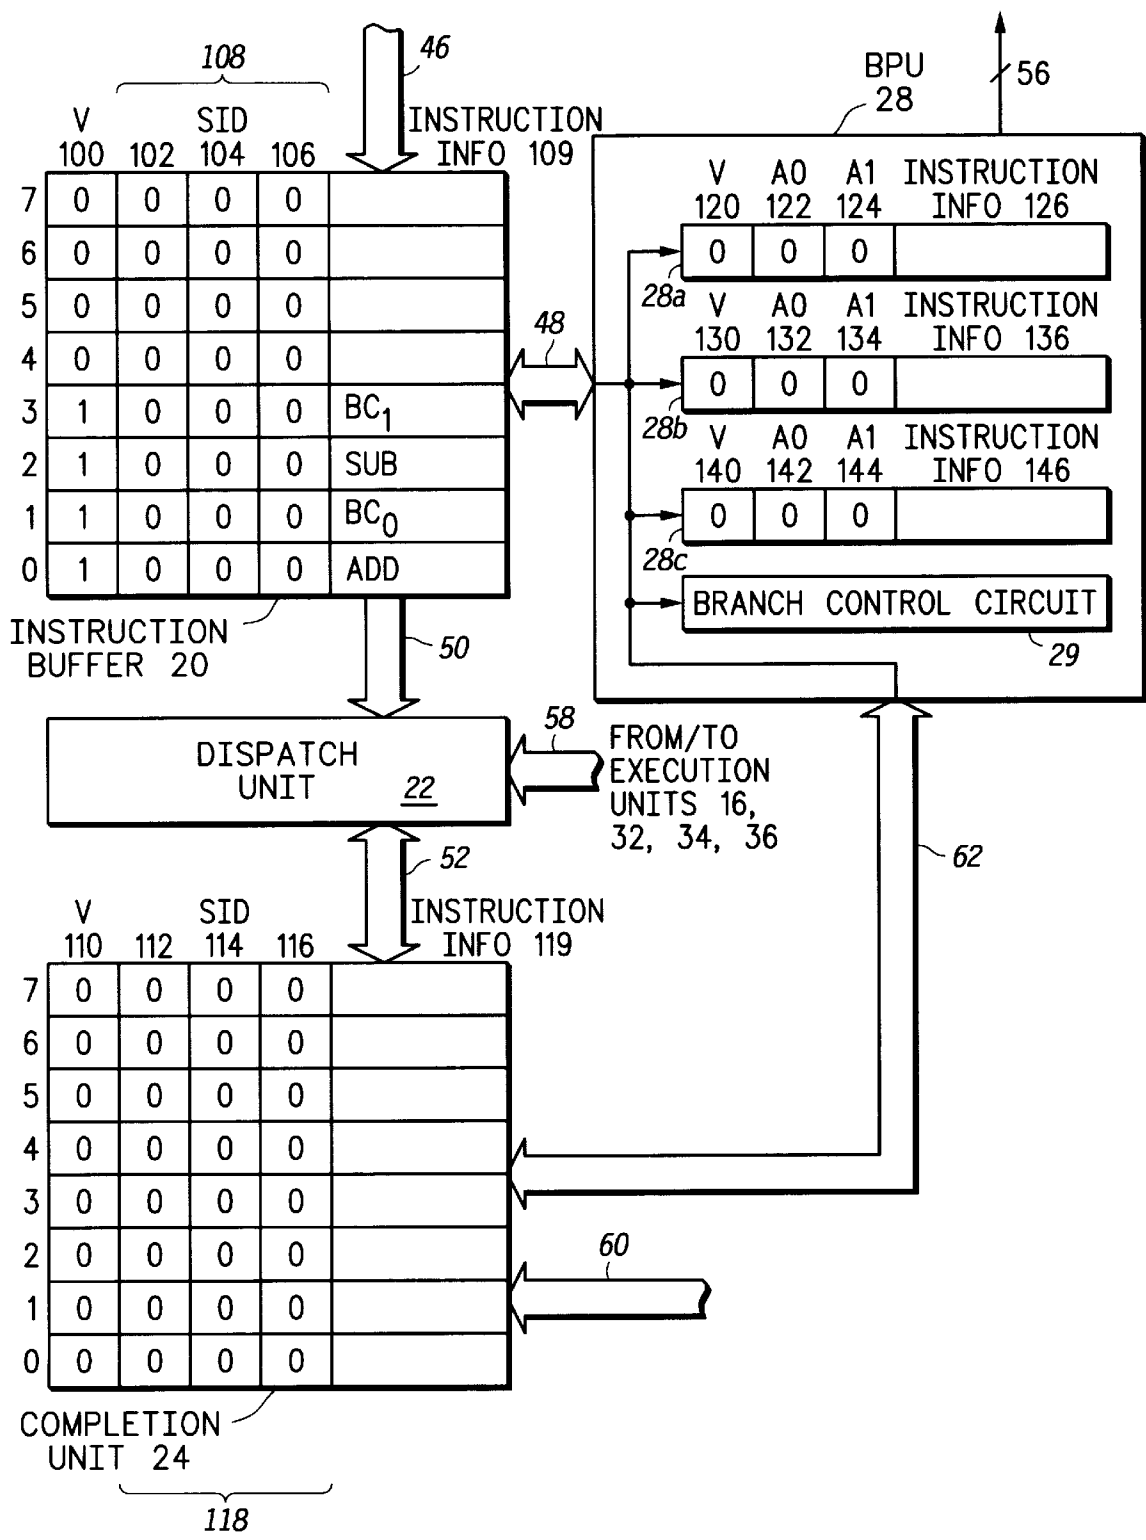 108
46
V
SID
INSTRUCTION
100 102 104 106 INFO 109
7 0 0 0 0
6 0 0 0 0
5 0 0 0 0
4 0 0 0 0
3 1 0 0 0 BC1
2 1 0 0 0 SUB
1 1 0 0 0 BC0
0 1 0 0 0 ADD
INSTRUCTION
BUFFER 20
48
50
BPU
28
56
V A0 A1 INSTRUCTION
120 122 124 INFO 126
0 0 0
28a
V A0 A1 INSTRUCTION
130 132 134 INFO 136
0 0 0
28b
V A0 A1 INSTRUCTION
140 142 144 INFO 146
0 0 0
28c
BRANCH CONTROL CIRCUIT
29
DISPATCH
UNIT 22
58
FROM/TO
EXECUTION
UNITS 16,
32, 34, 36
62
52
V
SID
INSTRUCTION
110 112 114 116 INFO 119
7 0 0 0 0
6 0 0 0 0
5 0 0 0 0
4 0 0 0 0
3 0 0 0 0
2 0 0 0 0
1 0 0 0 0
0 0 0 0 0
60
COMPLETION
UNIT 24
118